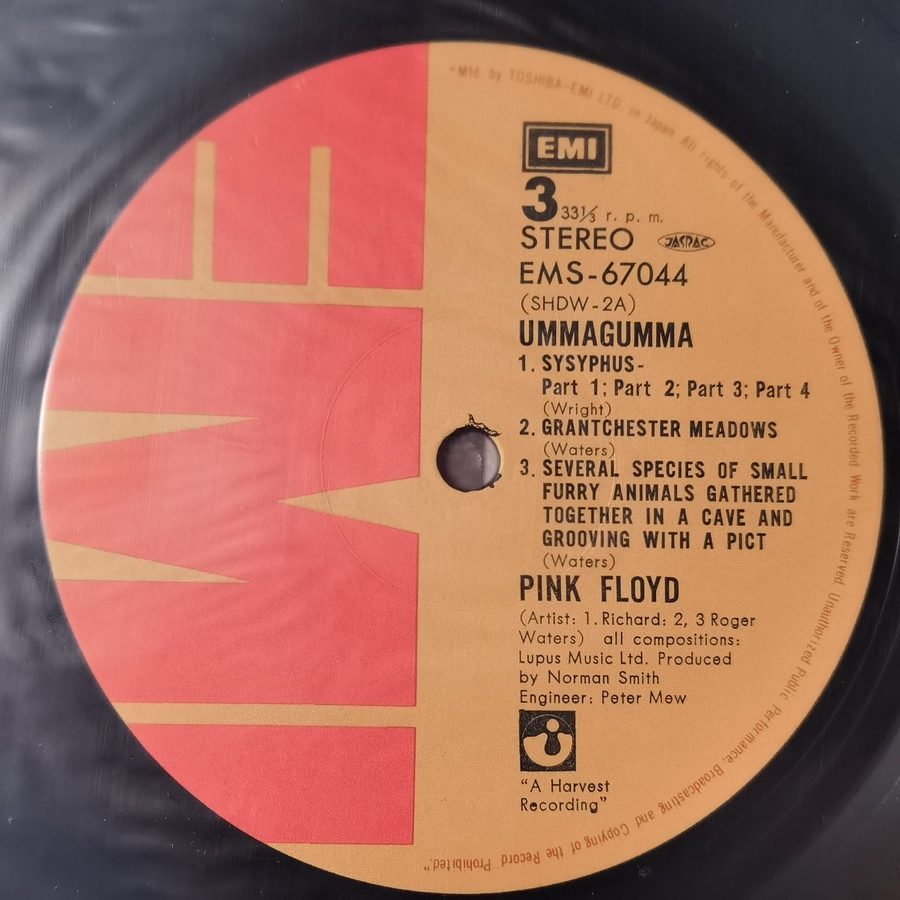 EMI
3 33⅓ r. p. m.
STEREO JASRAC
EMS-67044
(SHDW-2A)
UMMAGUMMA
1. SYSYPHUS-
Part 1; Part 2; Part 3; Part 4
(Wright)
2. GRANTCHESTER MEADOWS
(Waters)
3. SEVERAL SPECIES OF SMALL
FURRY ANIMALS GATHERED
TOGETHER IN A CAVE AND
GROOVING WITH A PICT
(Waters)
PINK FLOYD
(Artist: 1. Richard: 2, 3 Roger
Waters) all compositions:
Lupus Music Ltd. Produced
by Norman Smith
Engineer: Peter Mew
"A Harvest
Recording"
"Mfd. by TOSHIBA-EMI LTD. in Japan. All rights of the Manufacturer and of the Owner of the Recorded Work are Reserved. Unauthorized Public Performance, Broadcasting and Copying of the Record Prohibited."
EMI